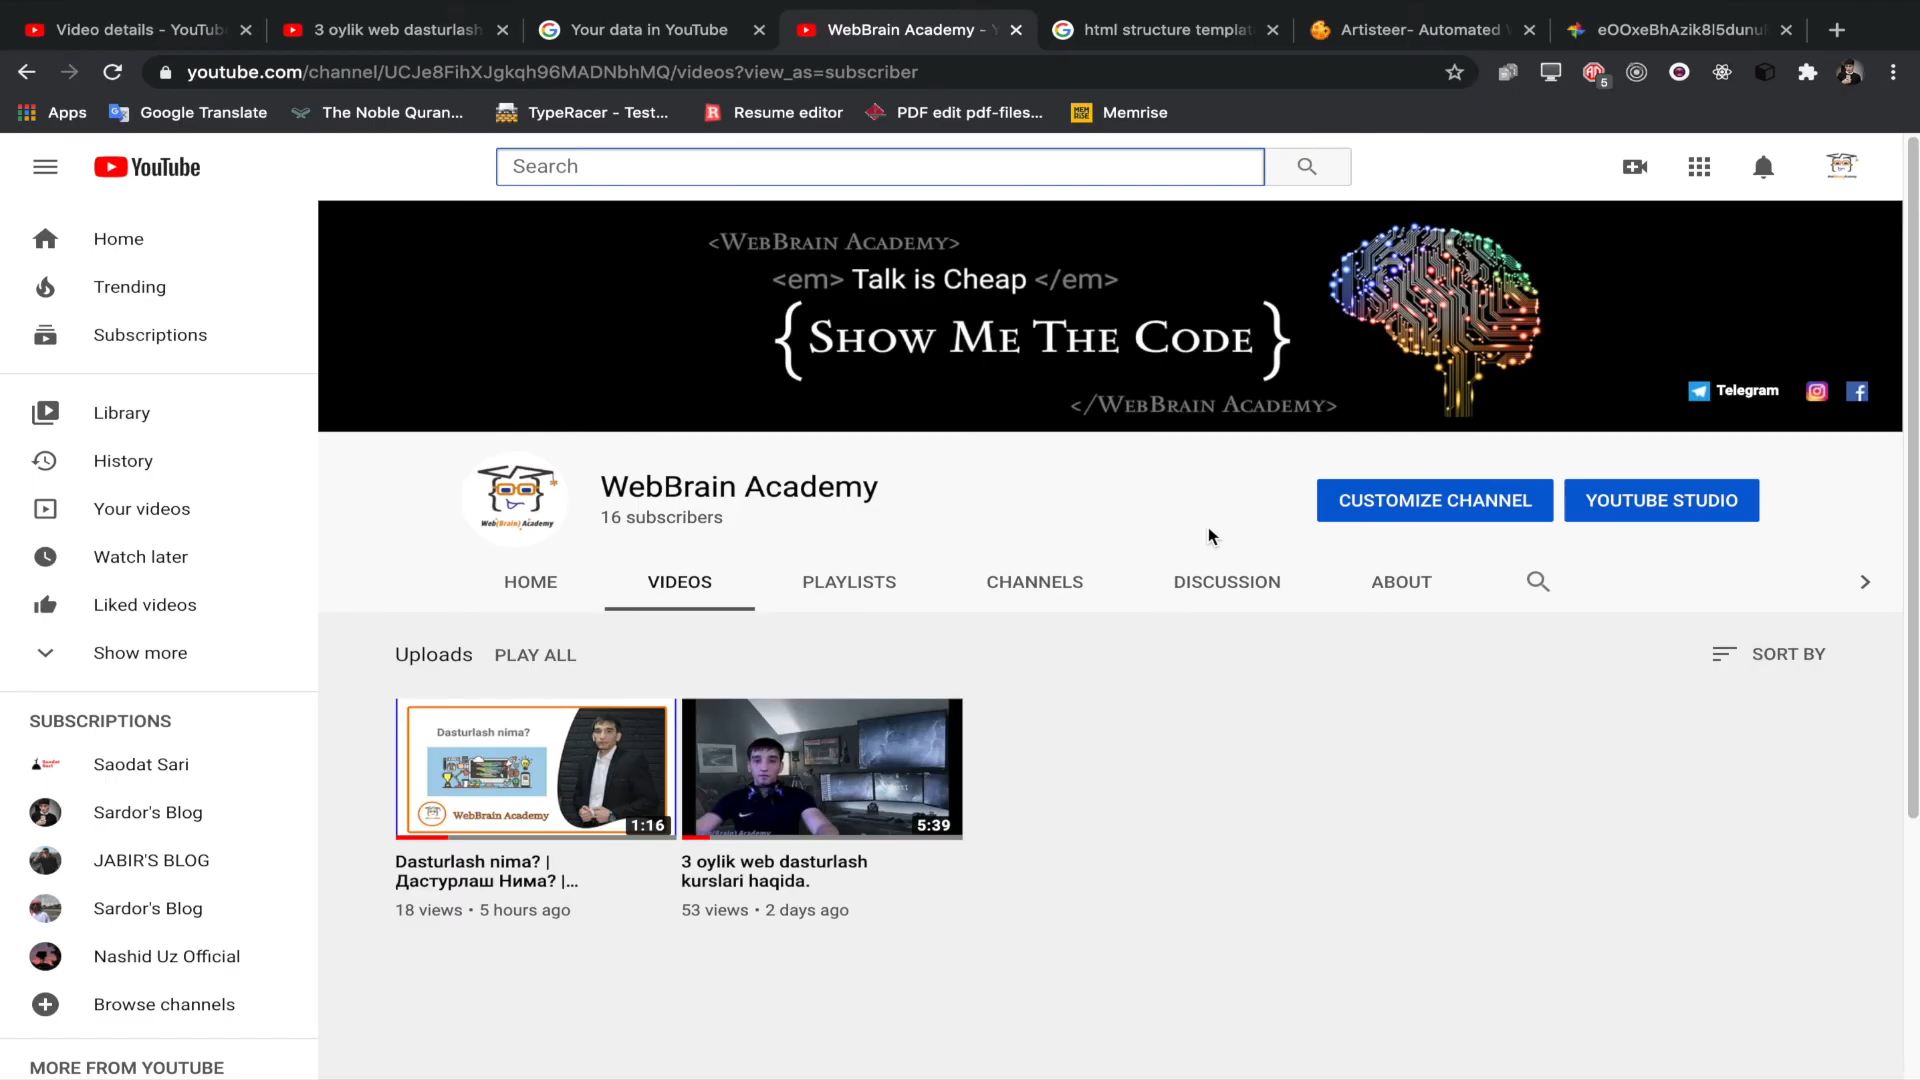 Video details - YouTub
3 oylik web dasturlash
Your data in YouTube
WebBrain Academy -
html structure templat
Artisteer- Automated
eOOxeBhAzik8l5dunu
youtube.com/channel/UCJe8FihXJgkqh96MADNbhMQ/videos?view_as=subscriber
5
Apps
Google Translate
The Noble Quran...
TypeRacer - Test...
Resume editor
PDF edit pdf-files...
Memrise
YouTube
Search
Home
Trending
Subscriptions
Library
History
Your videos
Watch later
Liked videos
Show more
SUBSCRIPTIONS
Saodat Sari
Sardor's Blog
JABIR'S BLOG
Sardor's Blog
Nashid Uz Official
Browse channels
MORE FROM YOUTUBE
<WEBBRAIN ACADEMY>
<em> Talk is Cheap </em>
{ SHOW ME THE CODE }
</WEBBRAIN ACADEMY>
Telegram
Web{Brain} Academy
WebBrain Academy
16 subscribers
CUSTOMIZE CHANNEL
YOUTUBE STUDIO
HOME
VIDEOS
PLAYLISTS
CHANNELS
DISCUSSION
ABOUT
Uploads
PLAY ALL
SORT BY
Dasturlash nima?
WebBrain Academy
1:16
5:39
Dasturlash nima? |
Дастурлаш Нима? |...
18 views • 5 hours ago
3 oylik web dasturlash
kurslari haqida.
53 views • 2 days ago